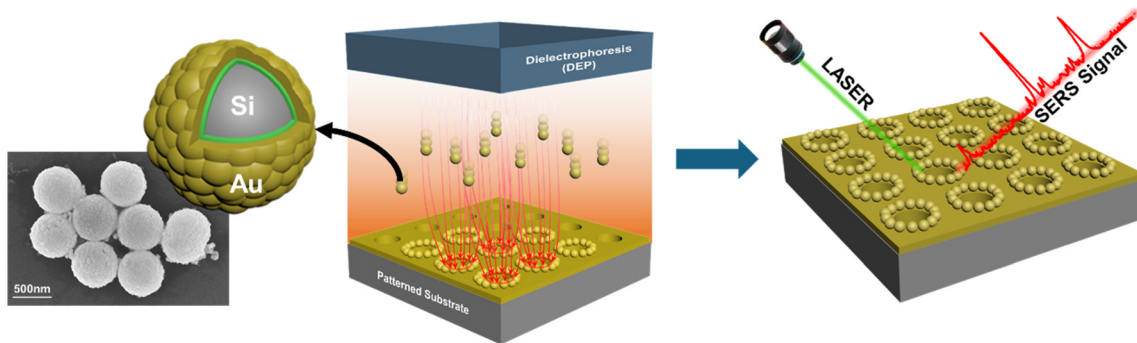 Si
Au
500nm
Dielectrophoresis
(DEP)
Patterned Substrate
LASER
SERS Signal